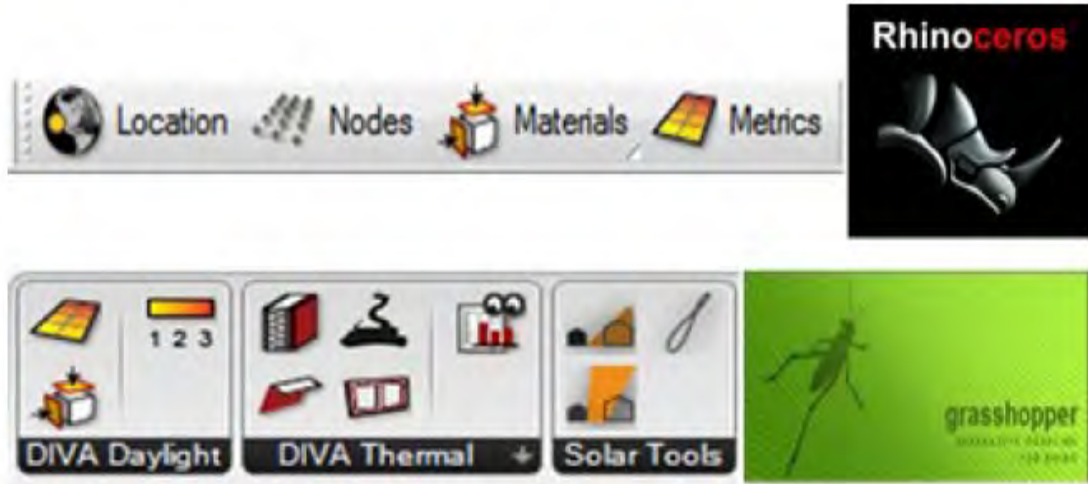 Rhinoceros
Location Nodes Materials Metrics
1 2 3
DIVA Daylight DIVA Thermal Solar Tools
grasshopper